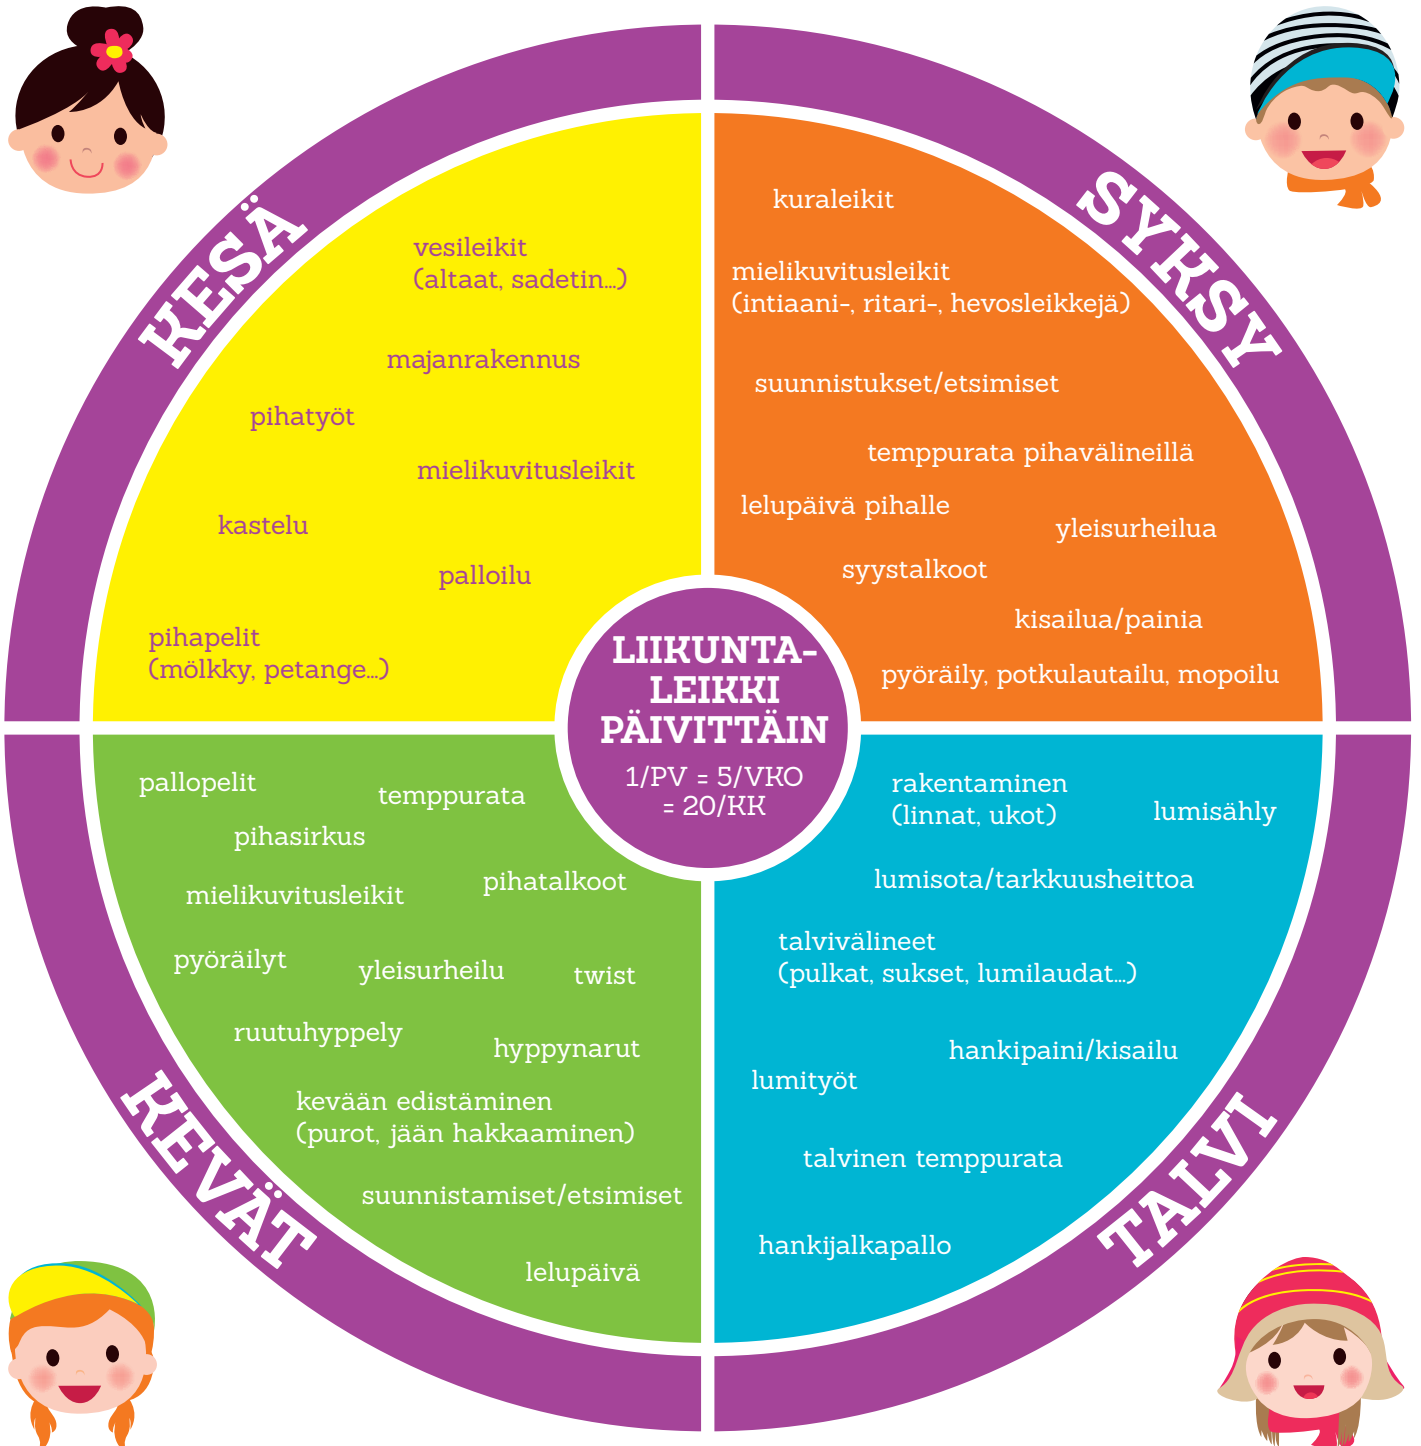 KESÄ
vesileikit
(altaat, sadetin...)
majanrakennus
pihatyöt
mielikuvitusleikit
kastelu
palloilu
pihapelit
(mölkky, petange...)
SYKSY
kuraleikit
mielikuvitusleikit
(intiaani-, ritari-, hevosleikkejä)
suunnistukset/etsimiset
temppurata pihavälineillä
lelupäivä pihalle
yleisurheilua
syystalkoot
kisailua/painia
pyöräily, potkulautailu, mopoilu
LIIKUNTA-
LEIKKI
PÄIVITTÄIN
1/PV = 5/VKO
= 20/KK
KEVÄT
pallopelit
temppurata
pihasirkus
pihatalkoot
mielikuvitusleikit
pyöräilyt
yleisurheilu
twist
ruutuhyppely
hyppynarut
kevään edistäminen
(purot, jään hakkaaminen)
suunnistamiset/etsimiset
lelupäivä
TALVI
rakentaminen
(linnat, ukot)
lumisähly
lumisota/tarkkuusheittoa
talvivälineet
(pulkat, sukset, lumilaudat...)
hankipaini/kisailu
lumityöt
talvinen temppurata
hankijalkapallo